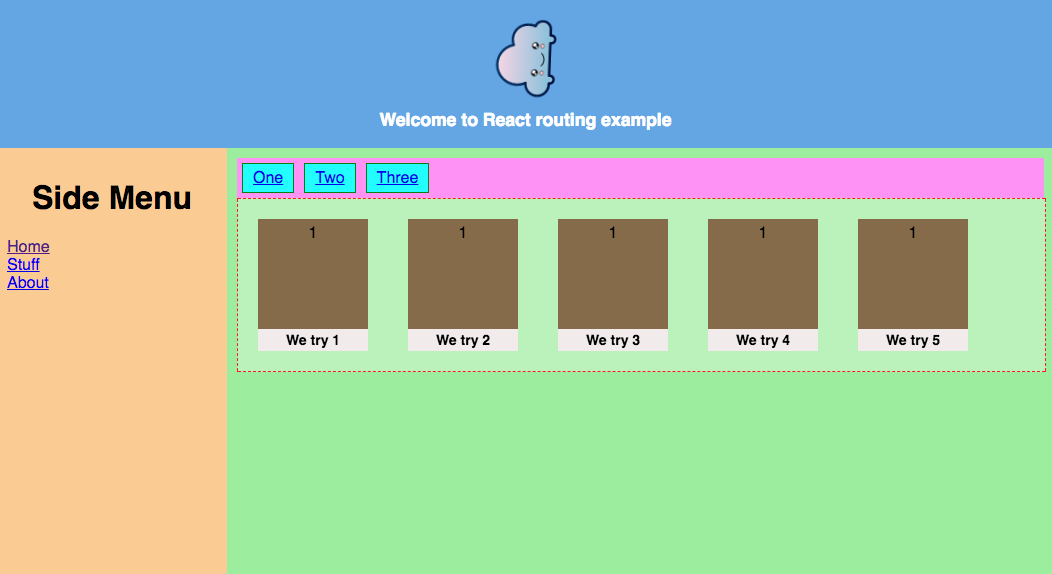 Welcome to React routing example
Side Menu
Home
Stuff
About
One Two Three
1 1 1 1 1
We try 1 We try 2 We try 3 We try 4 We try 5